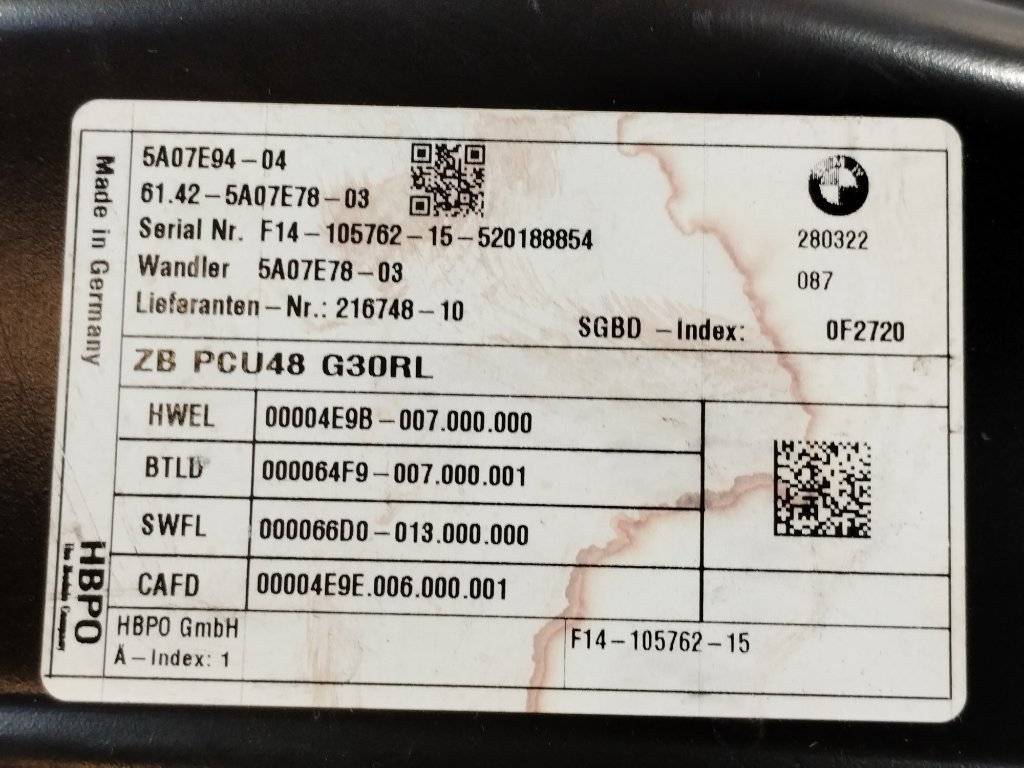 Made in Germany
5A07E94-04
61.42-5A07E78-03
Serial Nr. F14-105762-15-520188854
Wandler 5A07E78-03
Lieferanten-Nr.: 216748-10
280322
087
SGBD -Index: 0F2720
ZB PCU48 G30RL
HWEL 00004E9B-007.000.000
BTLD 000064F9-007.000.001
SWFL 000066D0-013.000.000
CAFD 00004E9E.006.000.001
HBPO
HBPO GmbH
Ä-Index: 1
F14-105762-15